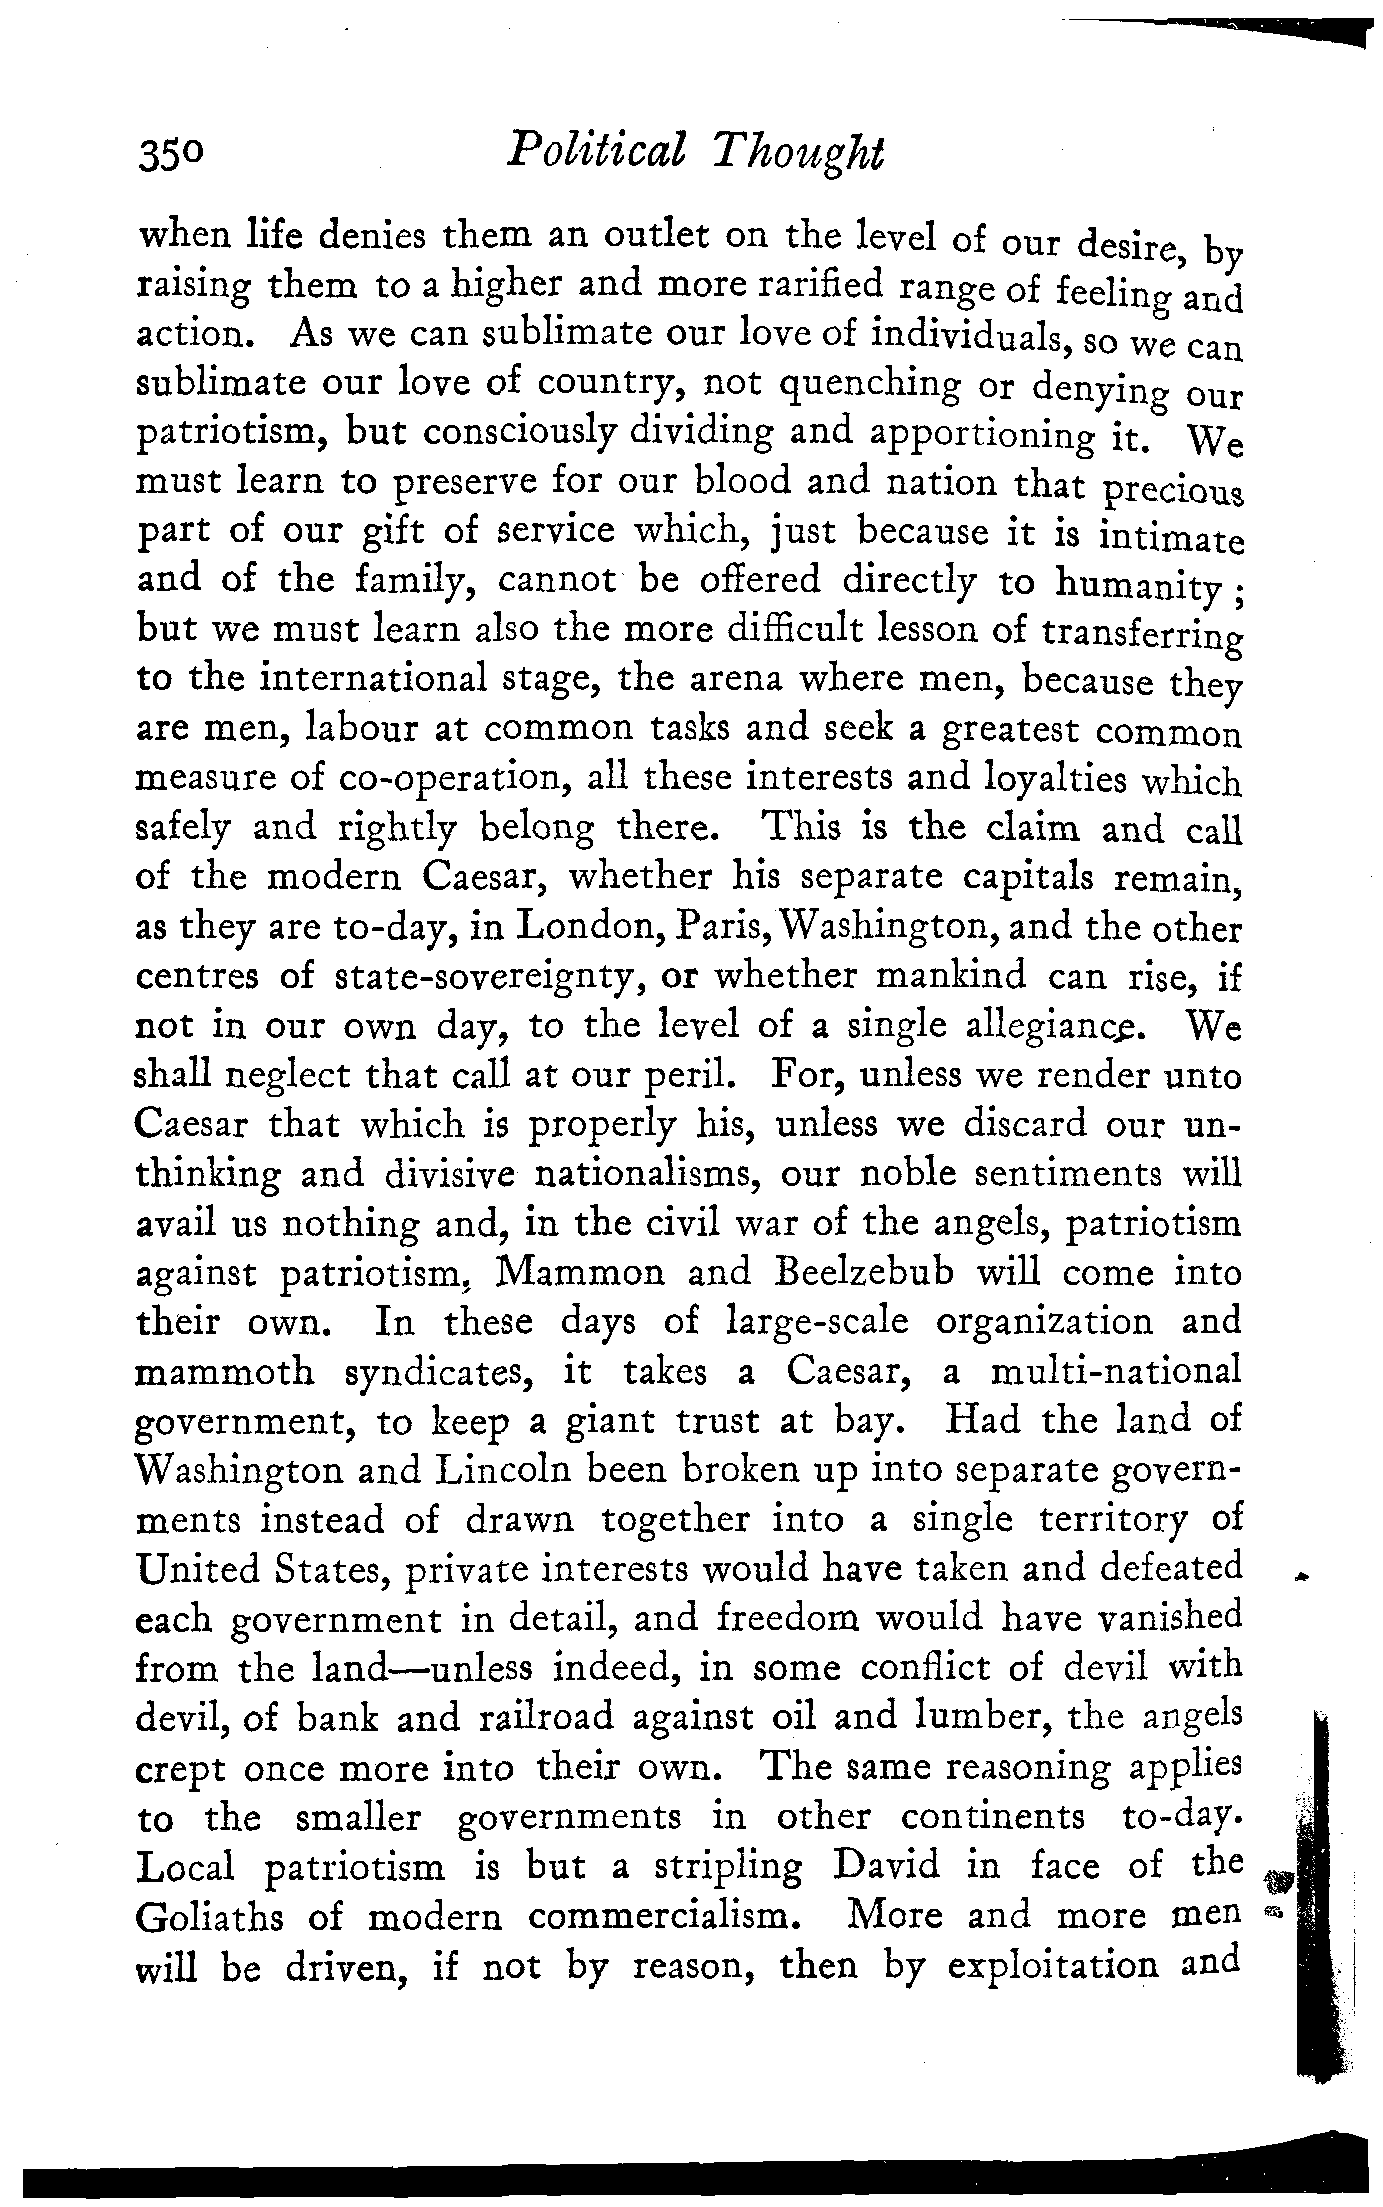 350 Political Thought
when life denies them an outlet on the level of our desire, by
raising them to a higher and more rarified range of feeling and
action. As we can sublimate our love of individuals, so we can
sublimate our love of country, not quenching or denying our
patriotism, but consciously dividing and apportioning it. We
must learn to preserve for our blood and nation that precious
part of our gift of service which, just because it is intimate
and of the family, cannot be offered directly to humanity ;
but we must learn also the more difficult lesson of transferring
to the international stage, the arena where men, because they
are men, labour at common tasks and seek a greatest common
measure of co-operation, all these interests and loyalties which
safely and rightly belong there. This is the claim and call
of the modern Caesar, whether his separate capitals remain,
as they are to-day, in London, Paris, Washington, and the other
centres of state-sovereignty, or whether mankind can rise, if
not in our own day, to the level of a single allegiance. We
shall neglect that call at our peril. For, unless we render unto
Caesar that which is properly his, unless we discard our un-
thinking and divisive nationalisms, our noble sentiments will
avail us nothing and, in the civil war of the angels, patriotism
against patriotism, Mammon and Beelzebub will come into
their own. In these days of large-scale organization and
mammoth syndicates, it takes a Caesar, a multi-national
government, to keep a giant trust at bay. Had the land of
Washington and Lincoln been broken up into separate govern-
ments instead of drawn together into a single territory of
United States, private interests would have taken and defeated
each government in detail, and freedom would have vanished
from the land—unless indeed, in some conflict of devil with
devil, of bank and railroad against oil and lumber, the angels
crept once more into their own. The same reasoning applies
to the smaller governments in other continents to-day.
Local patriotism is but a stripling David in face of the
Goliaths of modern commercialism. More and more men
will be driven, if not by reason, then by exploitation and